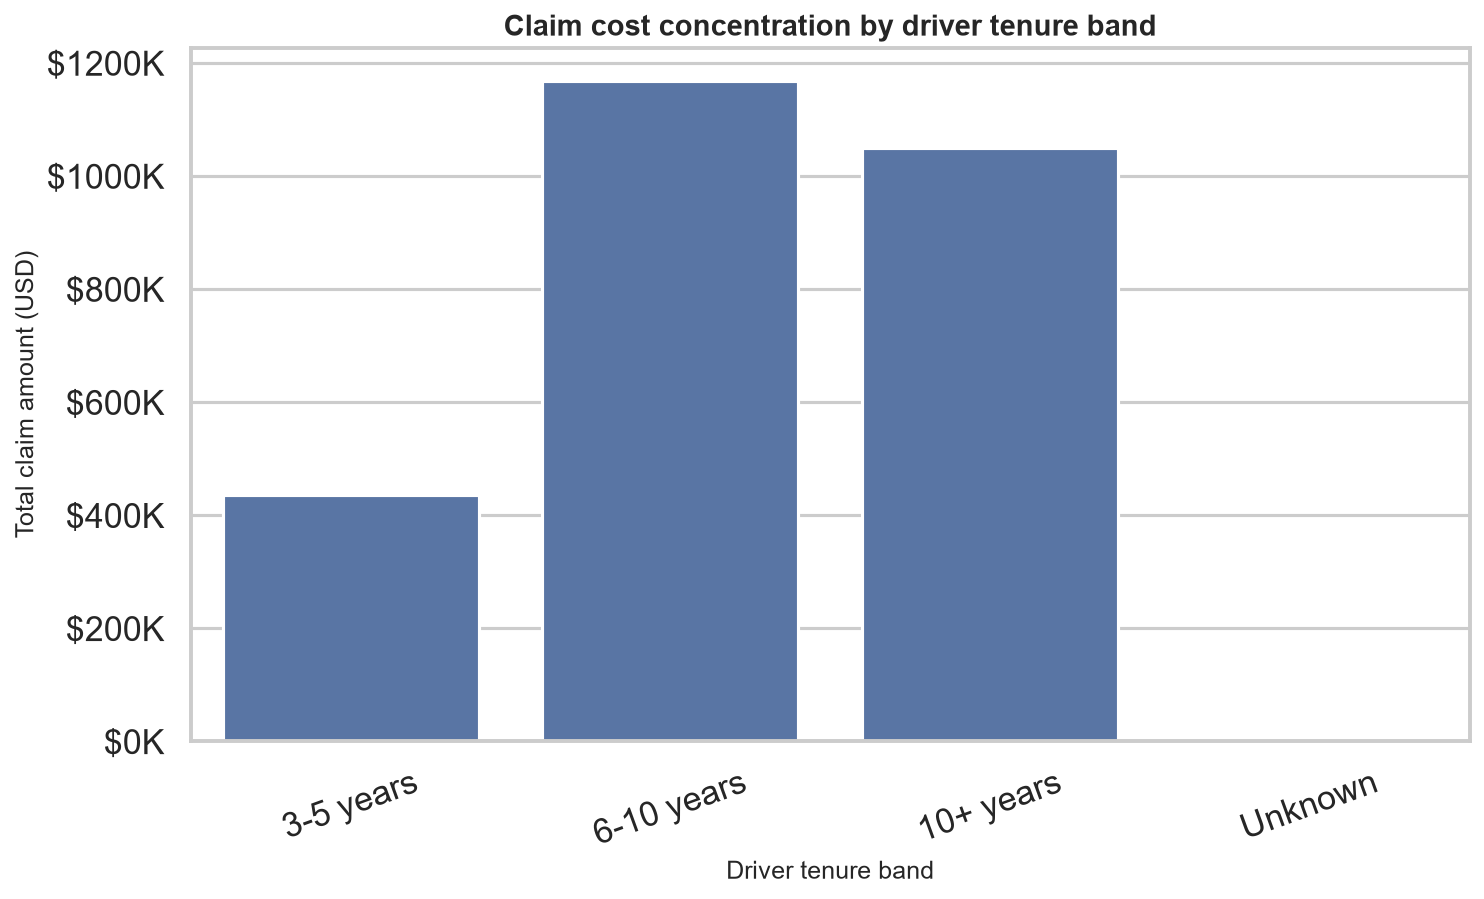 Claim cost concentration by driver tenure band
$1200K
$1000K
$800K
$600K
$400K
$200K
$0K
Total claim amount (USD)
3-5 years
6-10 years
10+ years
Unknown
Driver tenure band